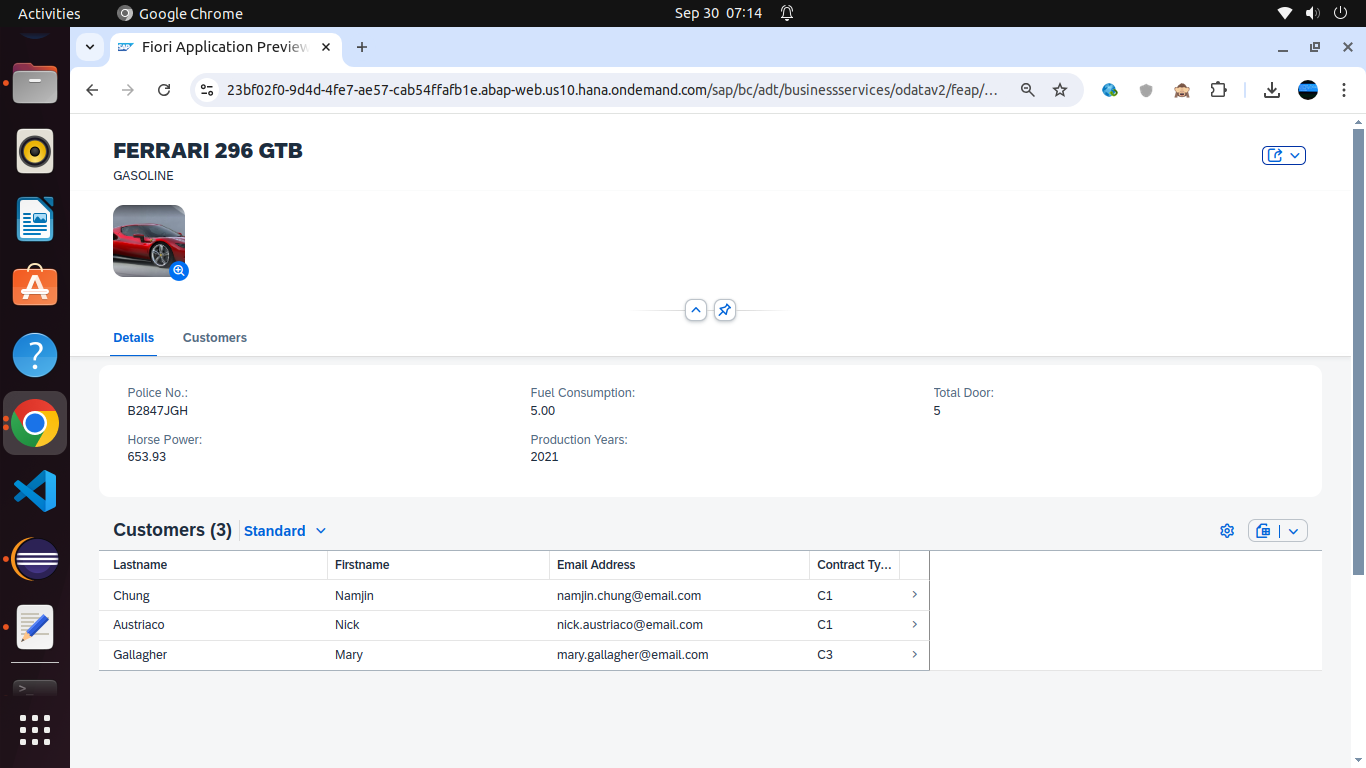 Activities Google Chrome Sep 30 07:14
SAP Fiori Application Preview
23bf02f0-9d4d-4fe7-ae57-cab54ffafb1e.abap-web.us10.hana.ondemand.com/sap/bc/adt/businessservices/odatav2/feap/...
FERRARI 296 GTB
GASOLINE
Details Customers
Police No.: Fuel Consumption: Total Door:
B2847JGH 5.00 5
Horse Power: Production Years:
653.93 2021
Customers (3) Standard
Lastname Firstname Email Address Contract Ty...
Chung Namjin namjin.chung@email.com C1
Austriaco Nick nick.austriaco@email.com C1
Gallagher Mary mary.gallagher@email.com C3